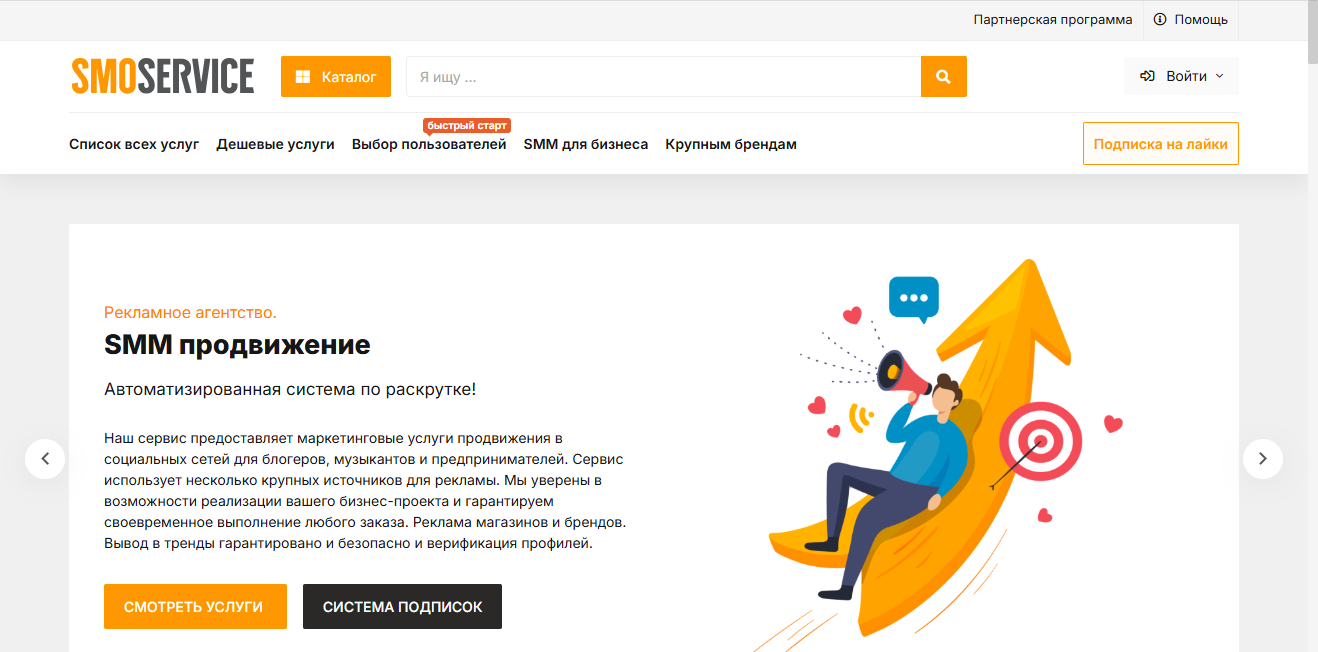 Партнерская программа
Помощь
SMOSERVICE
Каталог
Я ищу ...
Войти
быстрый старт
Список всех услуг
Дешевые услуги
Выбор пользователей
SMM для бизнеса
Крупным брендам
Подписка на лайки
Рекламное агентство.
SMM продвижение
Автоматизированная система по раскрутке!
Наш сервис предоставляет маркетинговые услуги продвижения в
социальных сетей для блогеров, музыкантов и предпринимателей. Сервис
использует несколько крупных источников для рекламы. Мы уверены в
возможности реализации вашего бизнес-проекта и гарантируем
своевременное выполнение любого заказа. Реклама магазинов и брендов.
Вывод в тренды гарантировано и безопасно и верификация профилей.
СМОТРЕТЬ УСЛУГИ
СИСТЕМА ПОДПИСОК